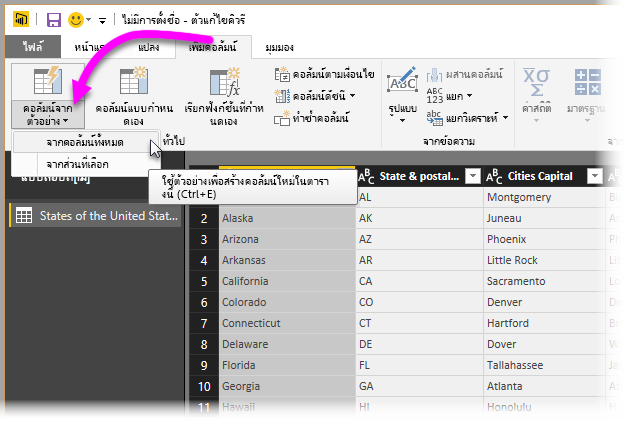 ไม่มีการตั้งชื่อ - ตัวแก้ไขคิวรี
ไฟล์ แปลง เพิ่มคอลัมน์ มุมมอง
คอลัมน์จากตัวอย่าง
คอลัมน์แบบกำหนดเอง
เรียกฟังก์ชันที่กำหนดเอง
คอลัมน์ตามเงื่อนไข
คอลัมน์ดัชนี
ทำซ้ำคอลัมน์
รูปแบบ
ผสานคอลัมน์
แยก
แยกวิเคราะห์
ค่าสถิติ
มาตรฐาน
ทั่วไป
จากข้อความ
จากคอลัมน์ทั้งหมด
จากส่วนที่เลือก
ใช้ตัวอย่างเพื่อสร้างคอลัมน์ใหม่ในตารา
งนี้ (Ctrl+E)
States of the United Stat...
State & postal... Cities Capital
AL Montgomery
2 Alaska AK Juneau
3 Arizona AZ Phoenix
4 Arkansas AR Little Rock
5 California CA Sacramento
6 Colorado CO Denver
7 Connecticut CT Hartford
8 Delaware DE Dover
9 Florida FL Tallahassee
10 Georgia GA Atlanta
11 Hawaii HI Honolulu